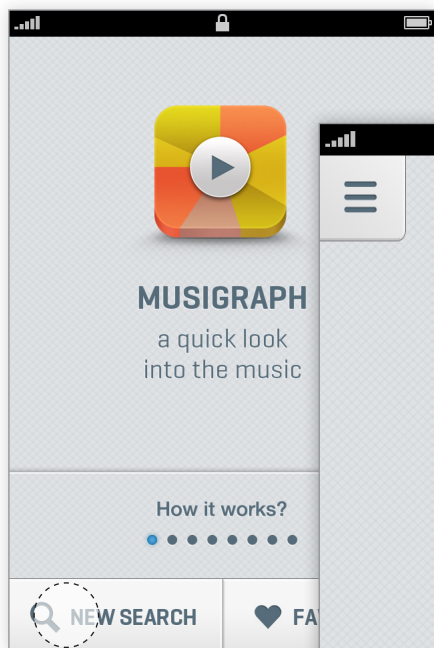 MUSIGRAPH
a quick look
into the music
How it works?
NEW SEARCH
FA